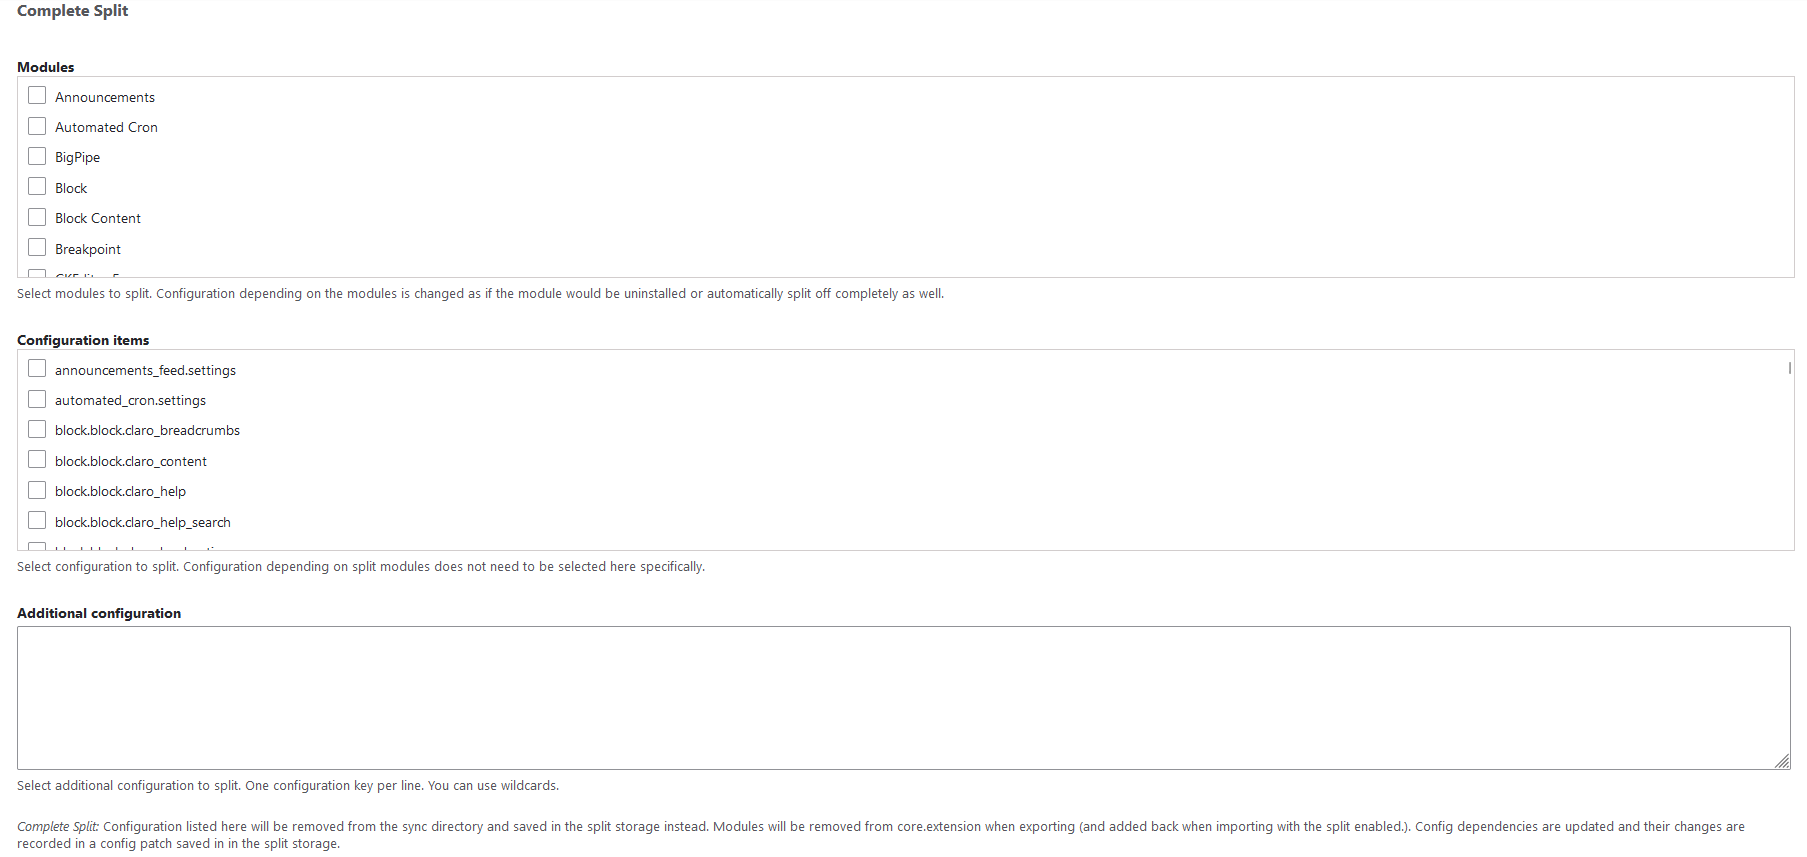 Complete Split
Modules
Announcements
Automated Cron
BigPipe
Block
Block Content
Breakpoint
Select modules to split. Configuration depending on the modules is changed as if the module would be uninstalled or automatically split off completely as well.
Configuration items
announcements_feed.settings
automated_cron.settings
block.block.claro_breadcrumbs
block.block.claro_content
block.block.claro_help
block.block.claro_help_search
Select configuration to split. Configuration depending on split modules does not need to be selected here specifically.
Additional configuration
Select additional configuration to split. One configuration key per line. You can use wildcards.
Complete Split: Configuration listed here will be removed from the sync directory and saved in the split storage instead. Modules will be removed from core.extension when exporting (and added back when importing with the split enabled.). Config dependencies are updated and their changes are
recorded in a config patch saved in in the split storage.